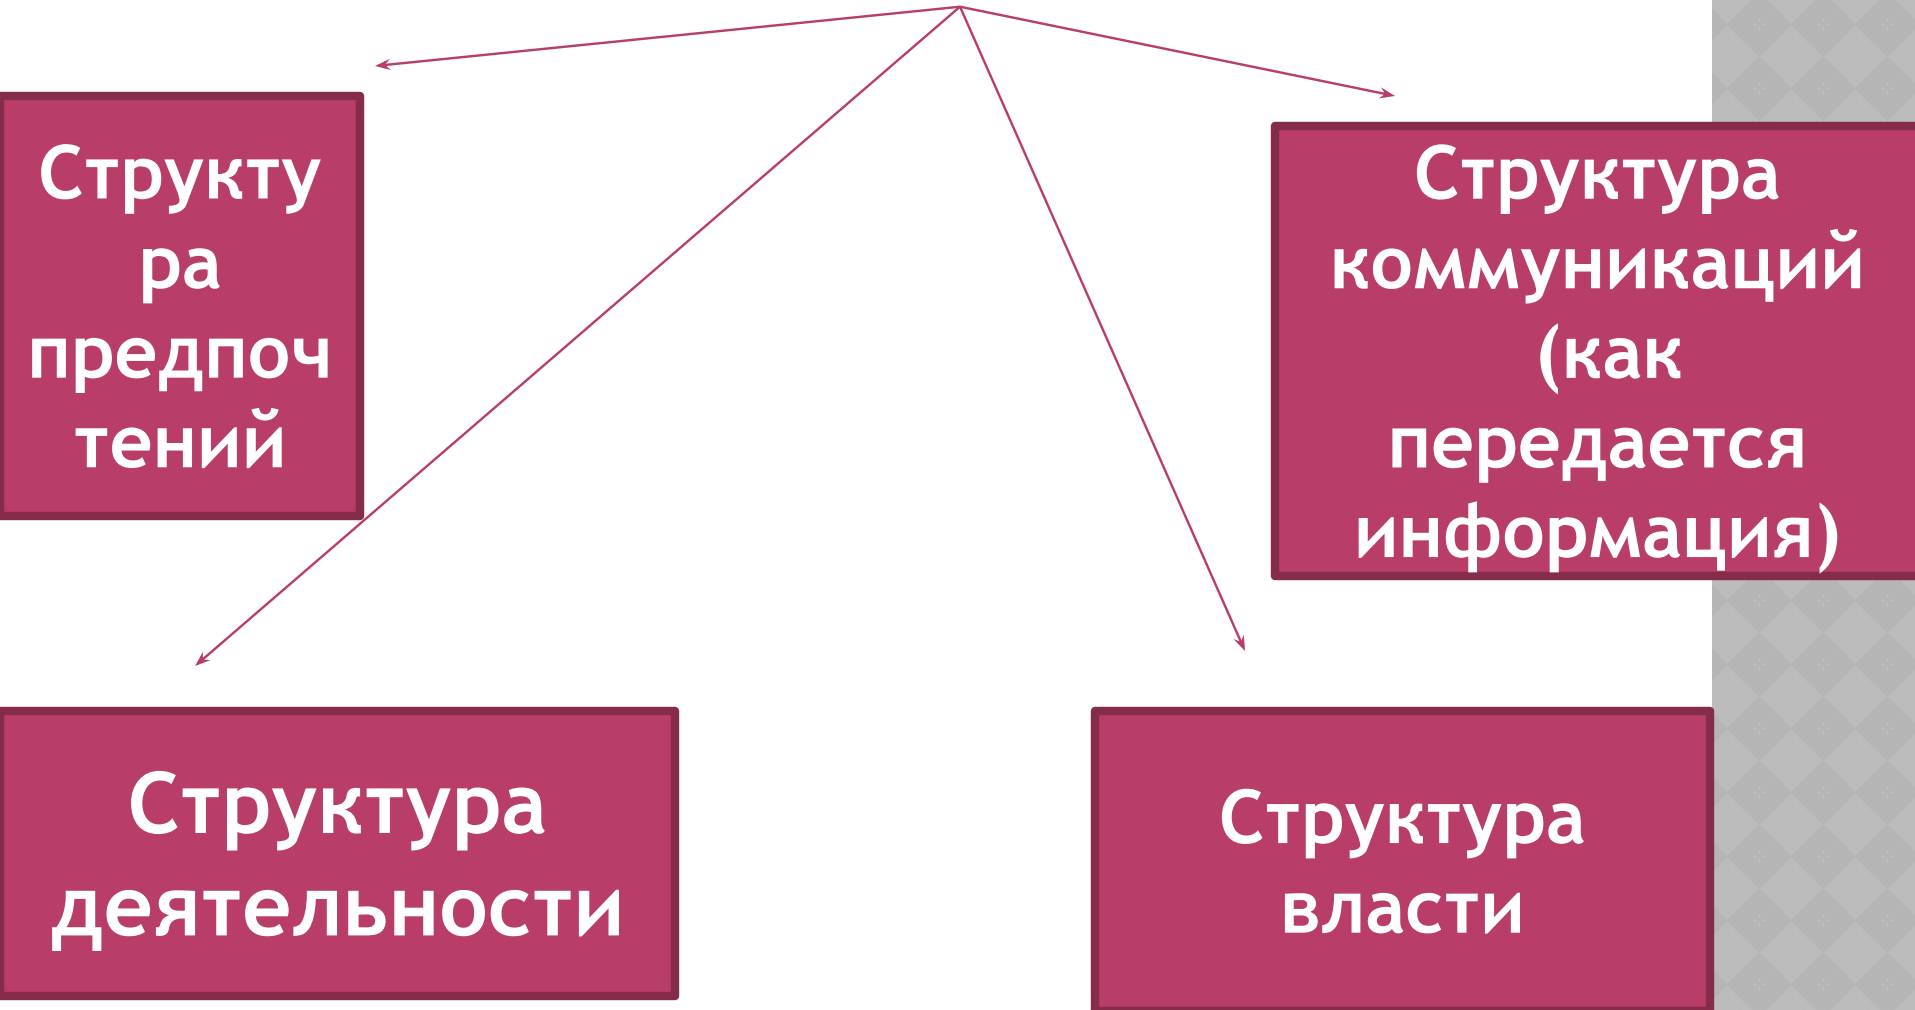 Структу
ра
предпоч
тений
Структура
коммуникаций
(как
передается
информация)
Структура
деятельности
Структура
власти